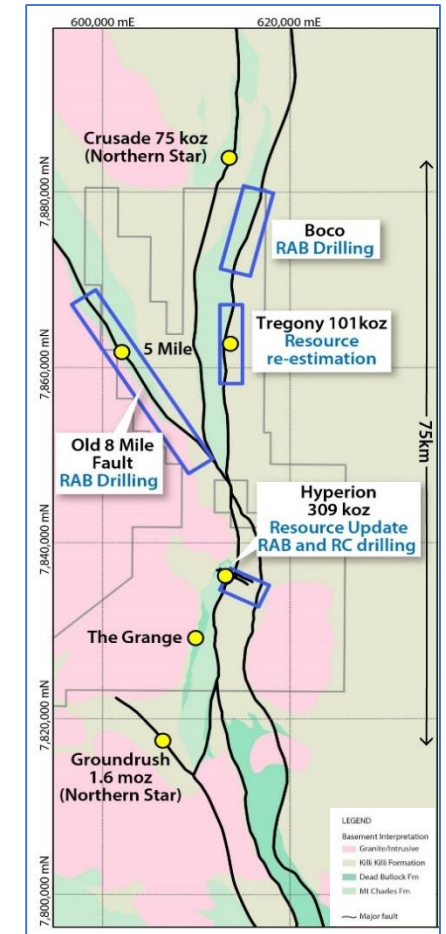 600,000 mE
620,000 mE
Crusade 75 koz
(Northern Star)
7,880,000 mN
Boco
RAB Drilling
Tregony 101koz
Resource
re-estimation
5 Mile
7,860,000 mN
75km
Old 8 Mile
Fault
RAB Drilling
Hyperion
309 koz
Resource Update
RAB and RC drilling
7,840,000 mN
The Grange
7,820,000 mN
Groundrush
1.6 moz
(Northern Star)
LEGEND
Basement Interpretation
Granite/Intrusive
Killi Killi Formation
Dead Bullock Fm
Mt Charles Fm
Major fault
7,800,000 mN